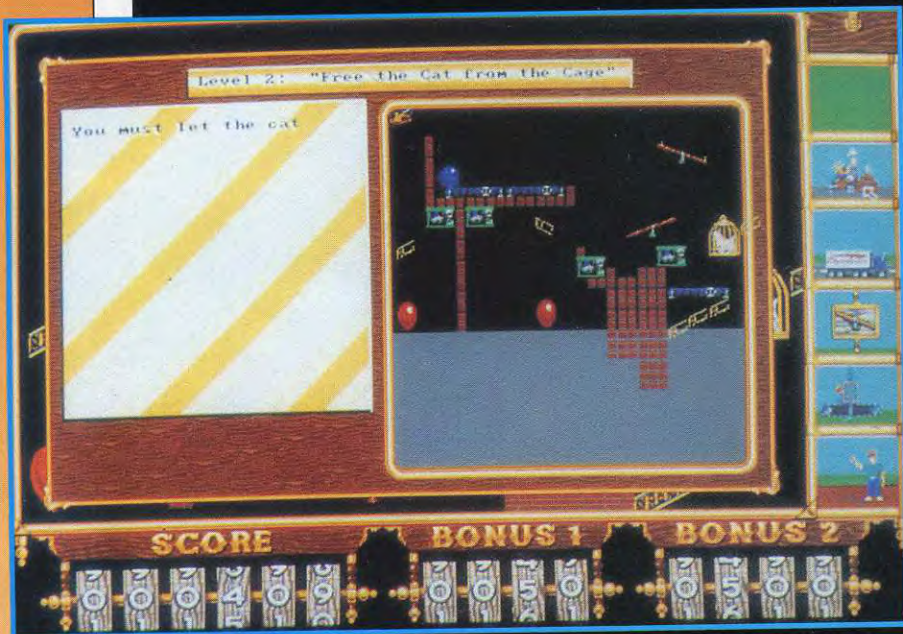 Level 2: "Free the Cat from the Cage"
You must let the cat
SCORE
BONUS 1
BONUS 2